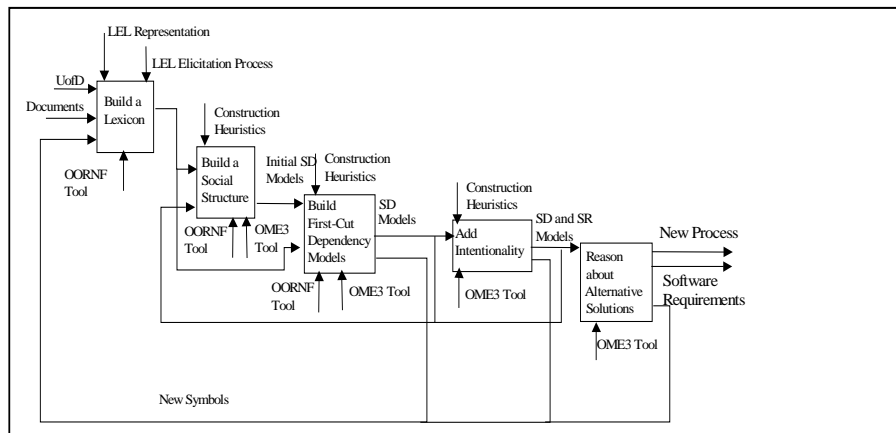 LEL Representation
LEL Elicitation Process
UofD
Documents
Build a
Lexicon
OORNF
Tool
Construction
Heuristics
Build a
Social
Structure
OORNF
Tool
OME3 Tool
Initial SD
Models
Construction
Heuristics
Build
First-Cut
Dependency
Models
OORNF
Tool
OME3 Tool
SD
Models
Construction
Heuristics
Add
Intentionality
OME3 Tool
SD and SR
Models
Reason
about
Alternative
Solutions
OME3 Tool
New Process
Software
Requirements
New Symbols